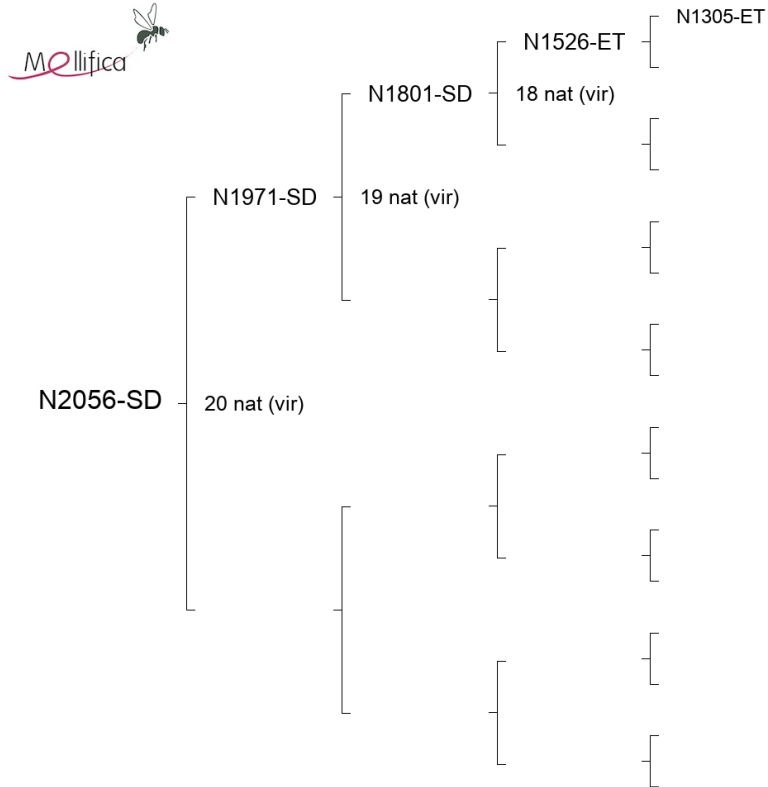 Mellifica
N1305-ET
N1526-ET
N1801-SD
18 nat (vir)
N1971-SD
19 nat (vir)
N2056-SD
20 nat (vir)